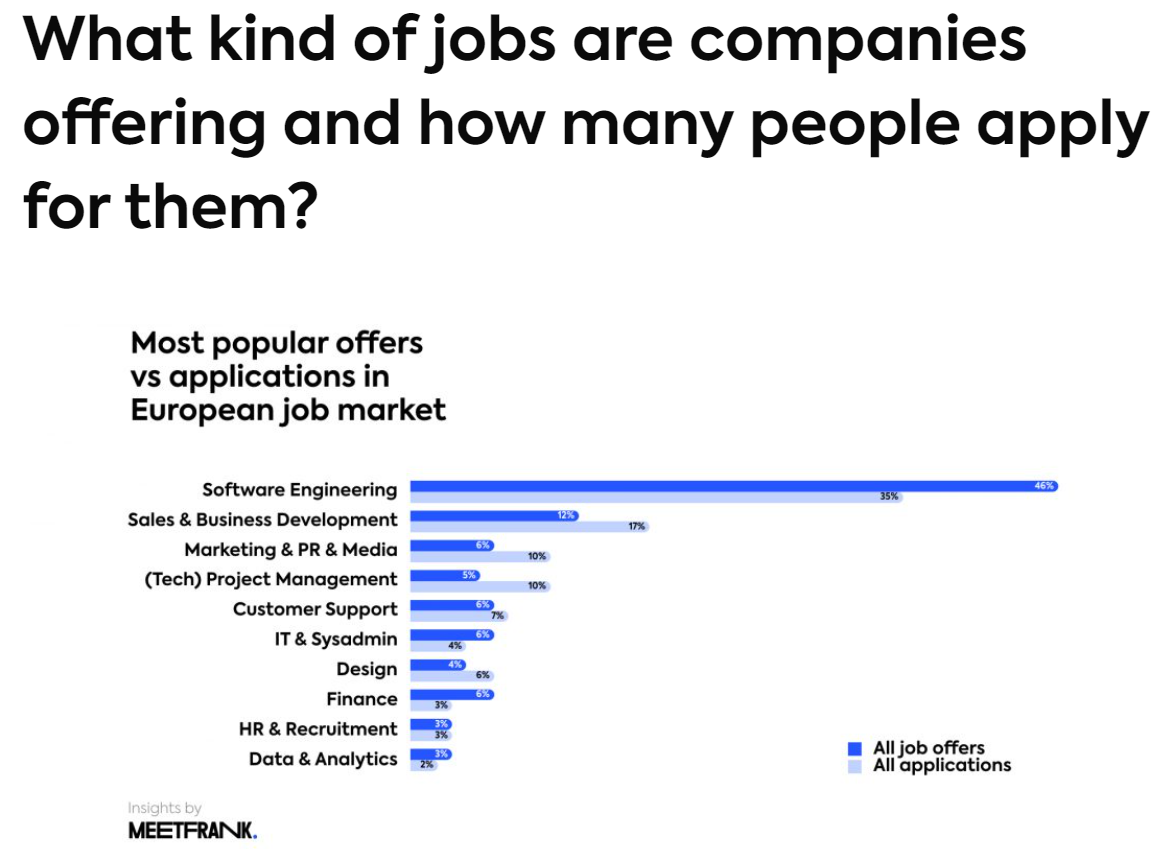 What kind of jobs are companies
offering and how many people apply
for them?
Most popular offers
vs applications in
European job market
Software Engineering 46%
35%
Sales & Business Development 12%
17%
Marketing & PR & Media 6%
10%
(Tech) Project Management 5%
10%
Customer Support 6%
7%
IT & Sysadmin 6%
4%
Design 4%
6%
Finance 6%
3%
HR & Recruitment 3%
3%
Data & Analytics 3%
2%
All job offers
All applications
Insights by
MEETFRANK.